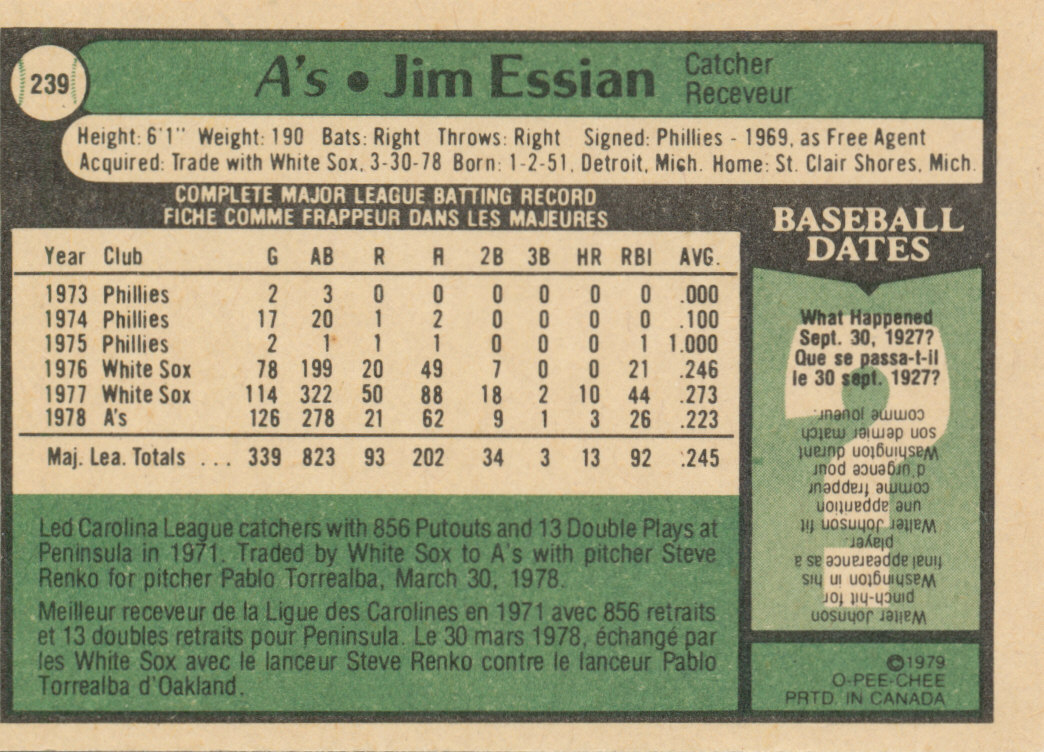 239
A's • Jim Essian Catcher
Receveur
Height: 6'1" Weight: 190 Bats: Right Throws: Right Signed: Phillies - 1969, as Free Agent
Acquired: Trade with White Sox, 3-30-78 Born: 1-2-51, Detroit, Mich. Home: St. Clair Shores, Mich.
COMPLETE MAJOR LEAGUE BATTING RECORD
FICHE COMME FRAPPEUR DANS LES MAJEURES
Year Club G AB R H 2B 3B HR RBI AVG.
1973 Phillies 2 3 0 0 0 0 0 0 .000
1974 Phillies 17 20 1 2 0 0 0 0 .100
1975 Phillies 2 1 1 1 0 0 0 1 1.000
1976 White Sox 78 199 20 49 7 0 0 21 .246
1977 White Sox 114 322 50 88 18 2 10 44 .273
1978 A's 126 278 21 62 9 1 3 26 .223
Maj. Lea. Totals ... 339 823 93 202 34 3 13 92 .245
Led Carolina League catchers with 856 Putouts and 13 Double Plays at
Peninsula in 1971. Traded by White Sox to A's with pitcher Steve
Renko for pitcher Pablo Torrealba, March 30, 1978.
Meilleur receveur de la Ligue des Carolines en 1971 avec 856 retraits
et 13 doubles retraits pour Peninsula. Le 30 mars 1978, échangé par
les White Sox avec le lanceur Steve Renko contre le lanceur Pablo
Torrealba d'Oakland.
BASEBALL
DATES
What Happened
Sept. 30, 1927?
Que se passa-t-il
le 30 sept. 1927?
Walter Johnson
pinch-hit for
Washington in his
final appearance as a
player.
Walter Johnson fit
une apparition
comme frappeur
d'urgence pour
Washington durant
son dernier match
comme joueur.
©1979
O-PEE-CHEE
PRTD. IN CANADA